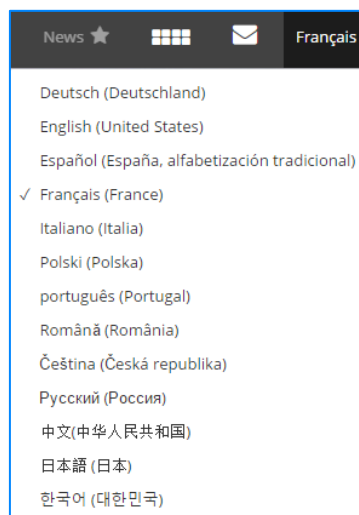 News Français
Deutsch (Deutschland)
English (United States)
Español (España, alfabetización tradicional)
✓ Français (France)
Italiano (Italia)
Polski (Polska)
português (Portugal)
Română (România)
Čeština (Česká republika)
Русский (Россия)
中文(中华人民共和国)
日本語 (日本)
한국어 (대한민국)